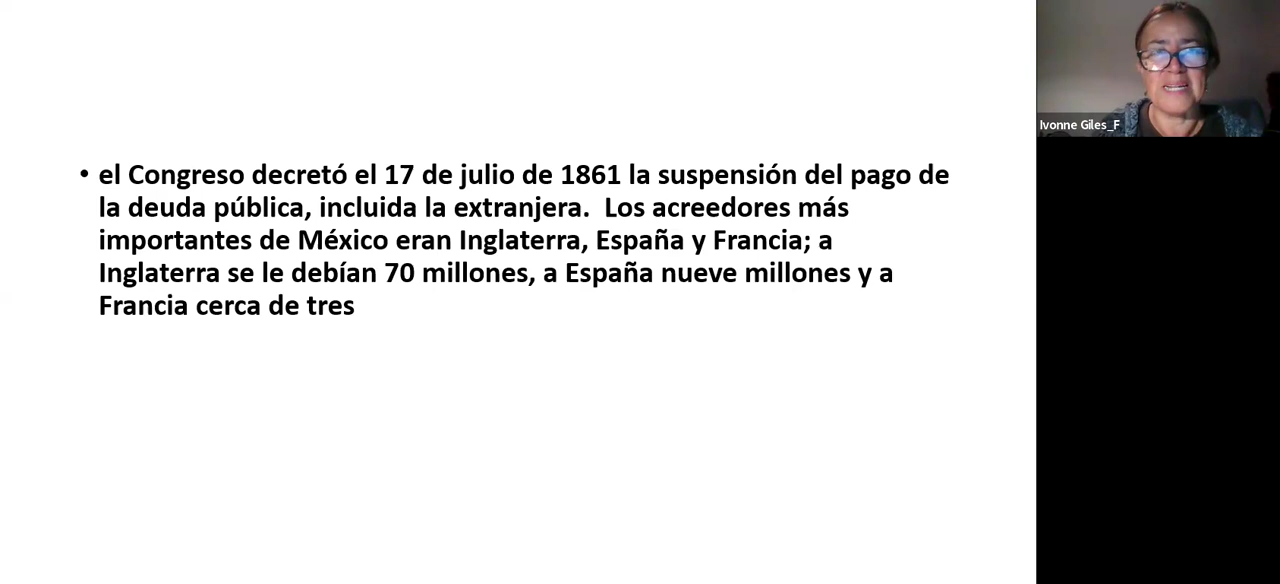 • el Congreso decretó el 17 de julio de 1861 la suspensión del pago de
la deuda pública, incluida la extranjera.  Los acreedores más
importantes de México eran Inglaterra, España y Francia; a
Inglaterra se le debían 70 millones, a España nueve millones y a
Francia cerca de tres
Ivonne Giles_F